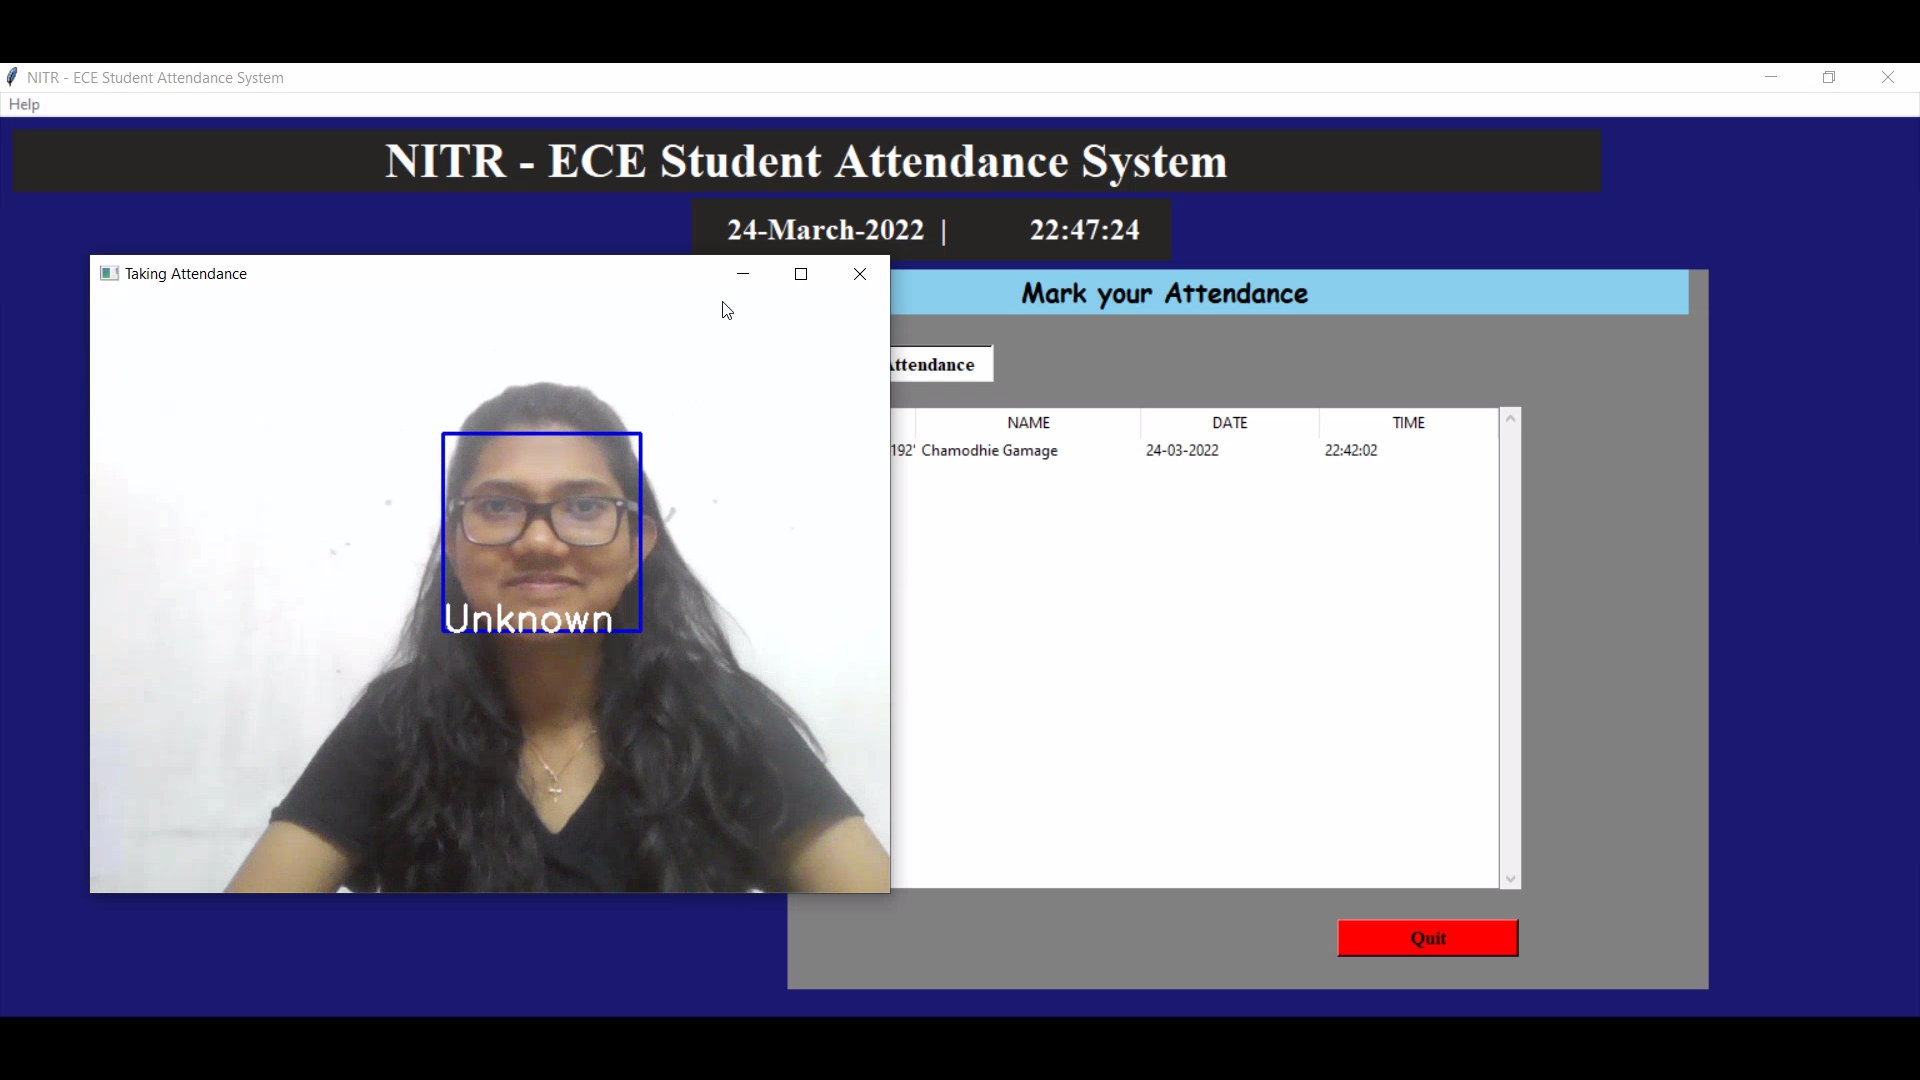 NITR - ECE Student Attendance System
Help
NITR - ECE Student Attendance System
24-March-2022 | 22:47:24
Taking Attendance
Mark your Attendance
Attendance
NAME DATE TIME
192' Chamodhie Gamage 24-03-2022 22:42:02
Unknown
Quit